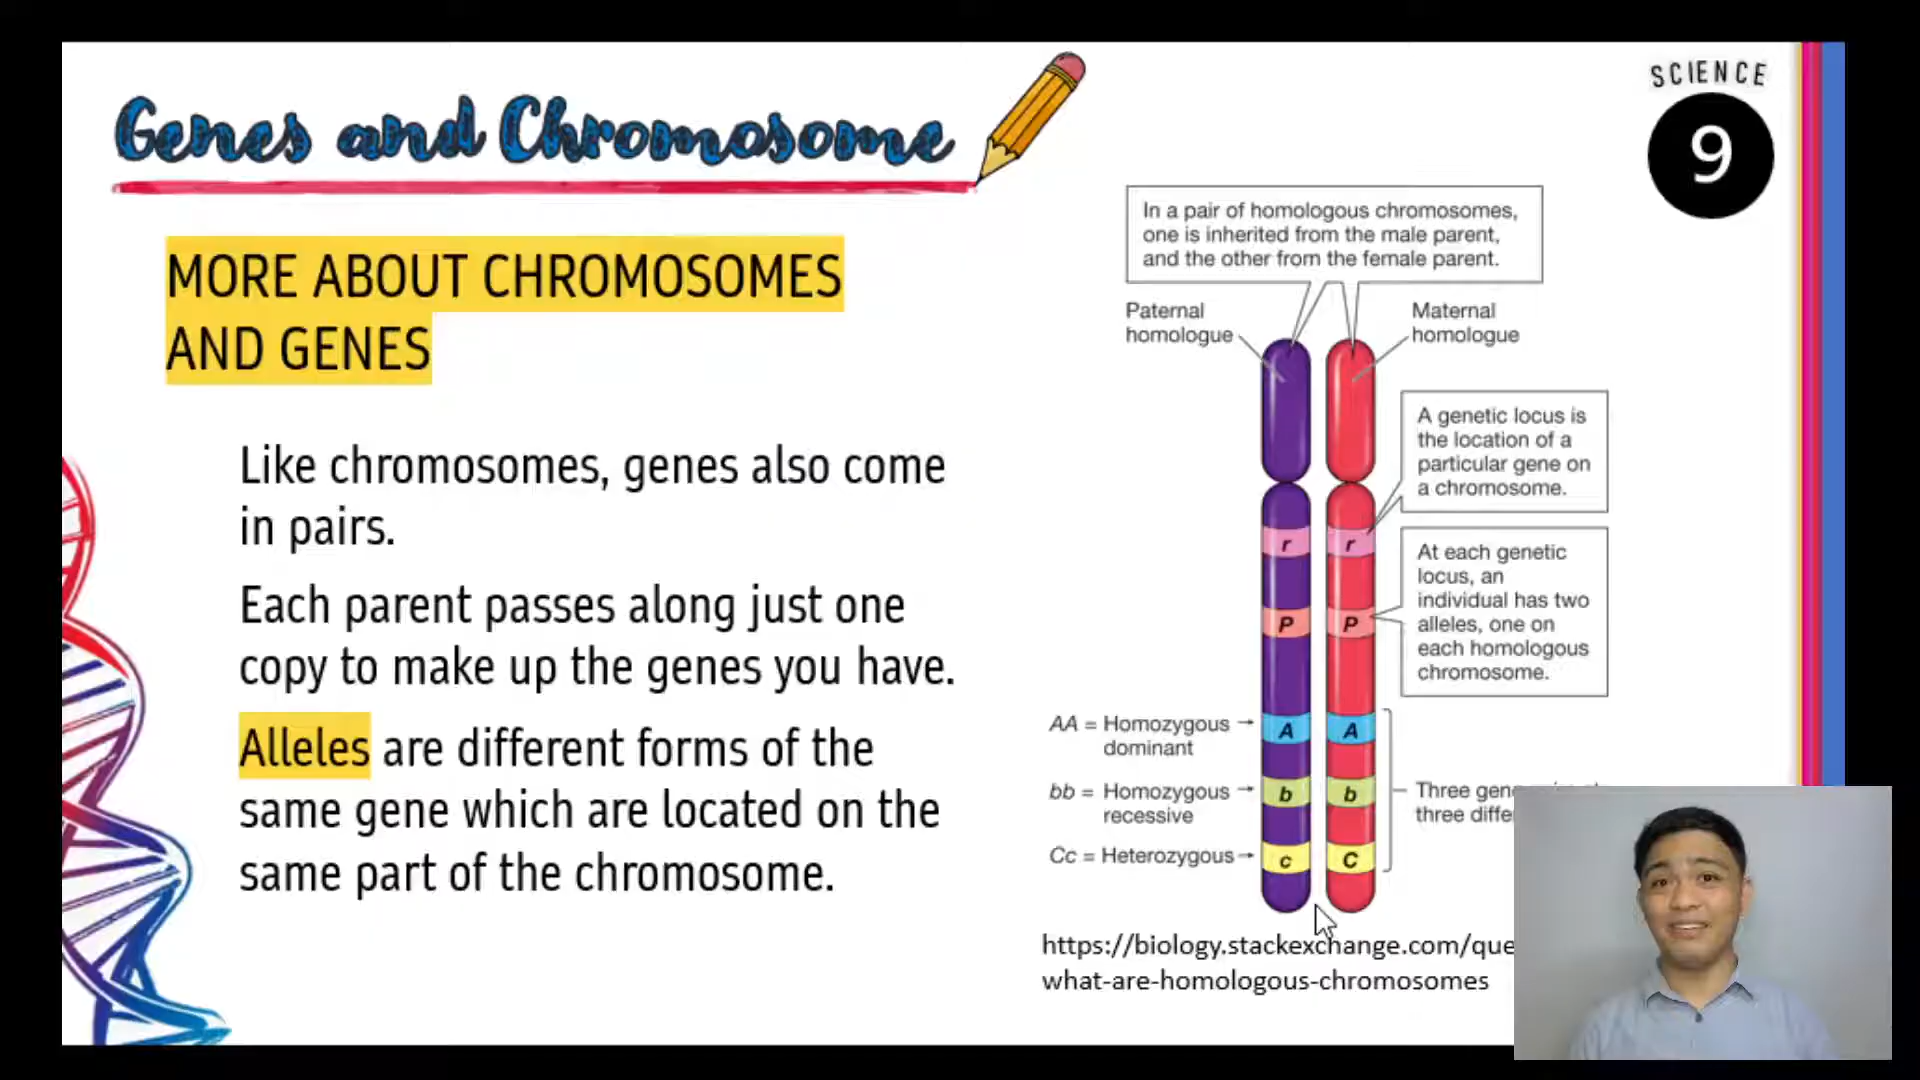 Genes and Chromosome
SCIENCE
9
MORE ABOUT CHROMOSOMES
AND GENES
Like chromosomes, genes also come
in pairs.
Each parent passes along just one
copy to make up the genes you have.
Alleles are different forms of the
same gene which are located on the
same part of the chromosome.
In a pair of homologous chromosomes,
one is inherited from the male parent,
and the other from the female parent.
Paternal
homologue
Maternal
homologue
A genetic locus is
the location of a
particular gene on
a chromosome.
r r
At each genetic
locus, an
individual has two
alleles, one on
each homologous
chromosome.
P P
AA = Homozygous
dominant
A A
bb = Homozygous
recessive
b b
Three
three
Cc = Heterozygous
c C
https://biology.stackexchange.com/que
what-are-homologous-chromosomes